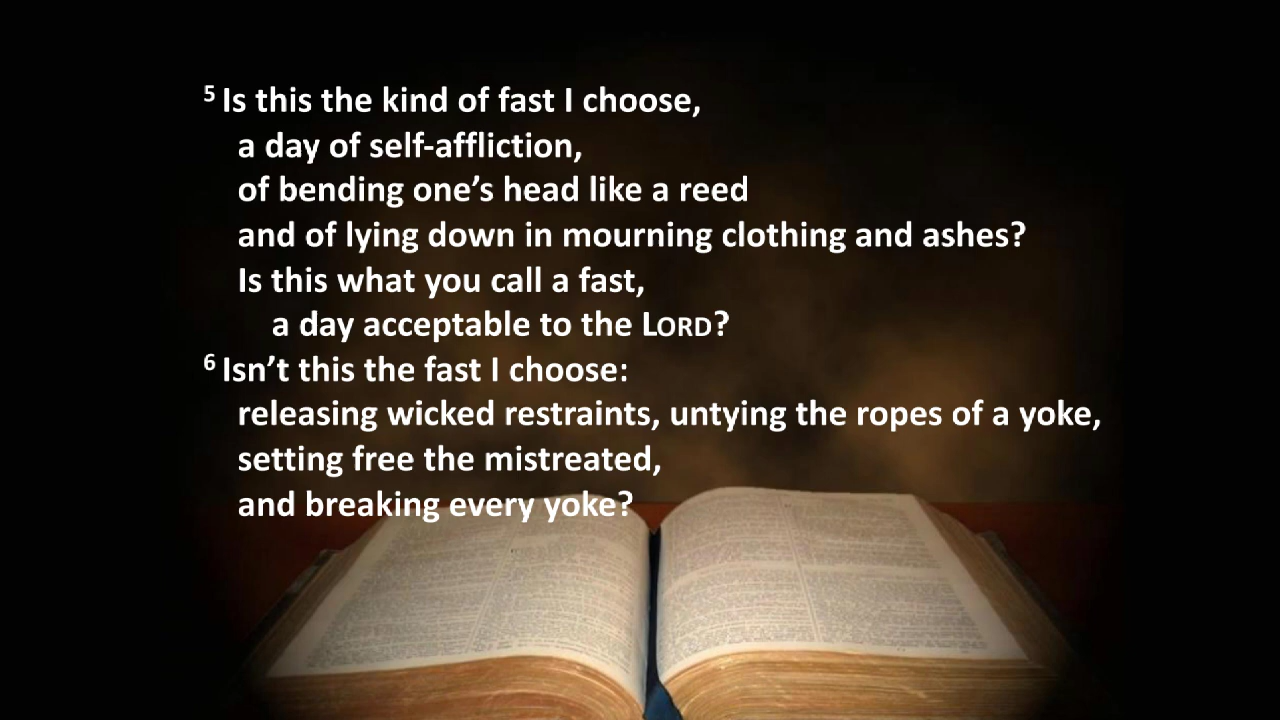 ⁵ Is this the kind of fast I choose,
a day of self-affliction,
of bending one’s head like a reed
and of lying down in mourning clothing and ashes?
Is this what you call a fast,
a day acceptable to the LORD?
⁶ Isn’t this the fast I choose:
releasing wicked restraints, untying the ropes of a yoke,
setting free the mistreated,
and breaking every yoke?